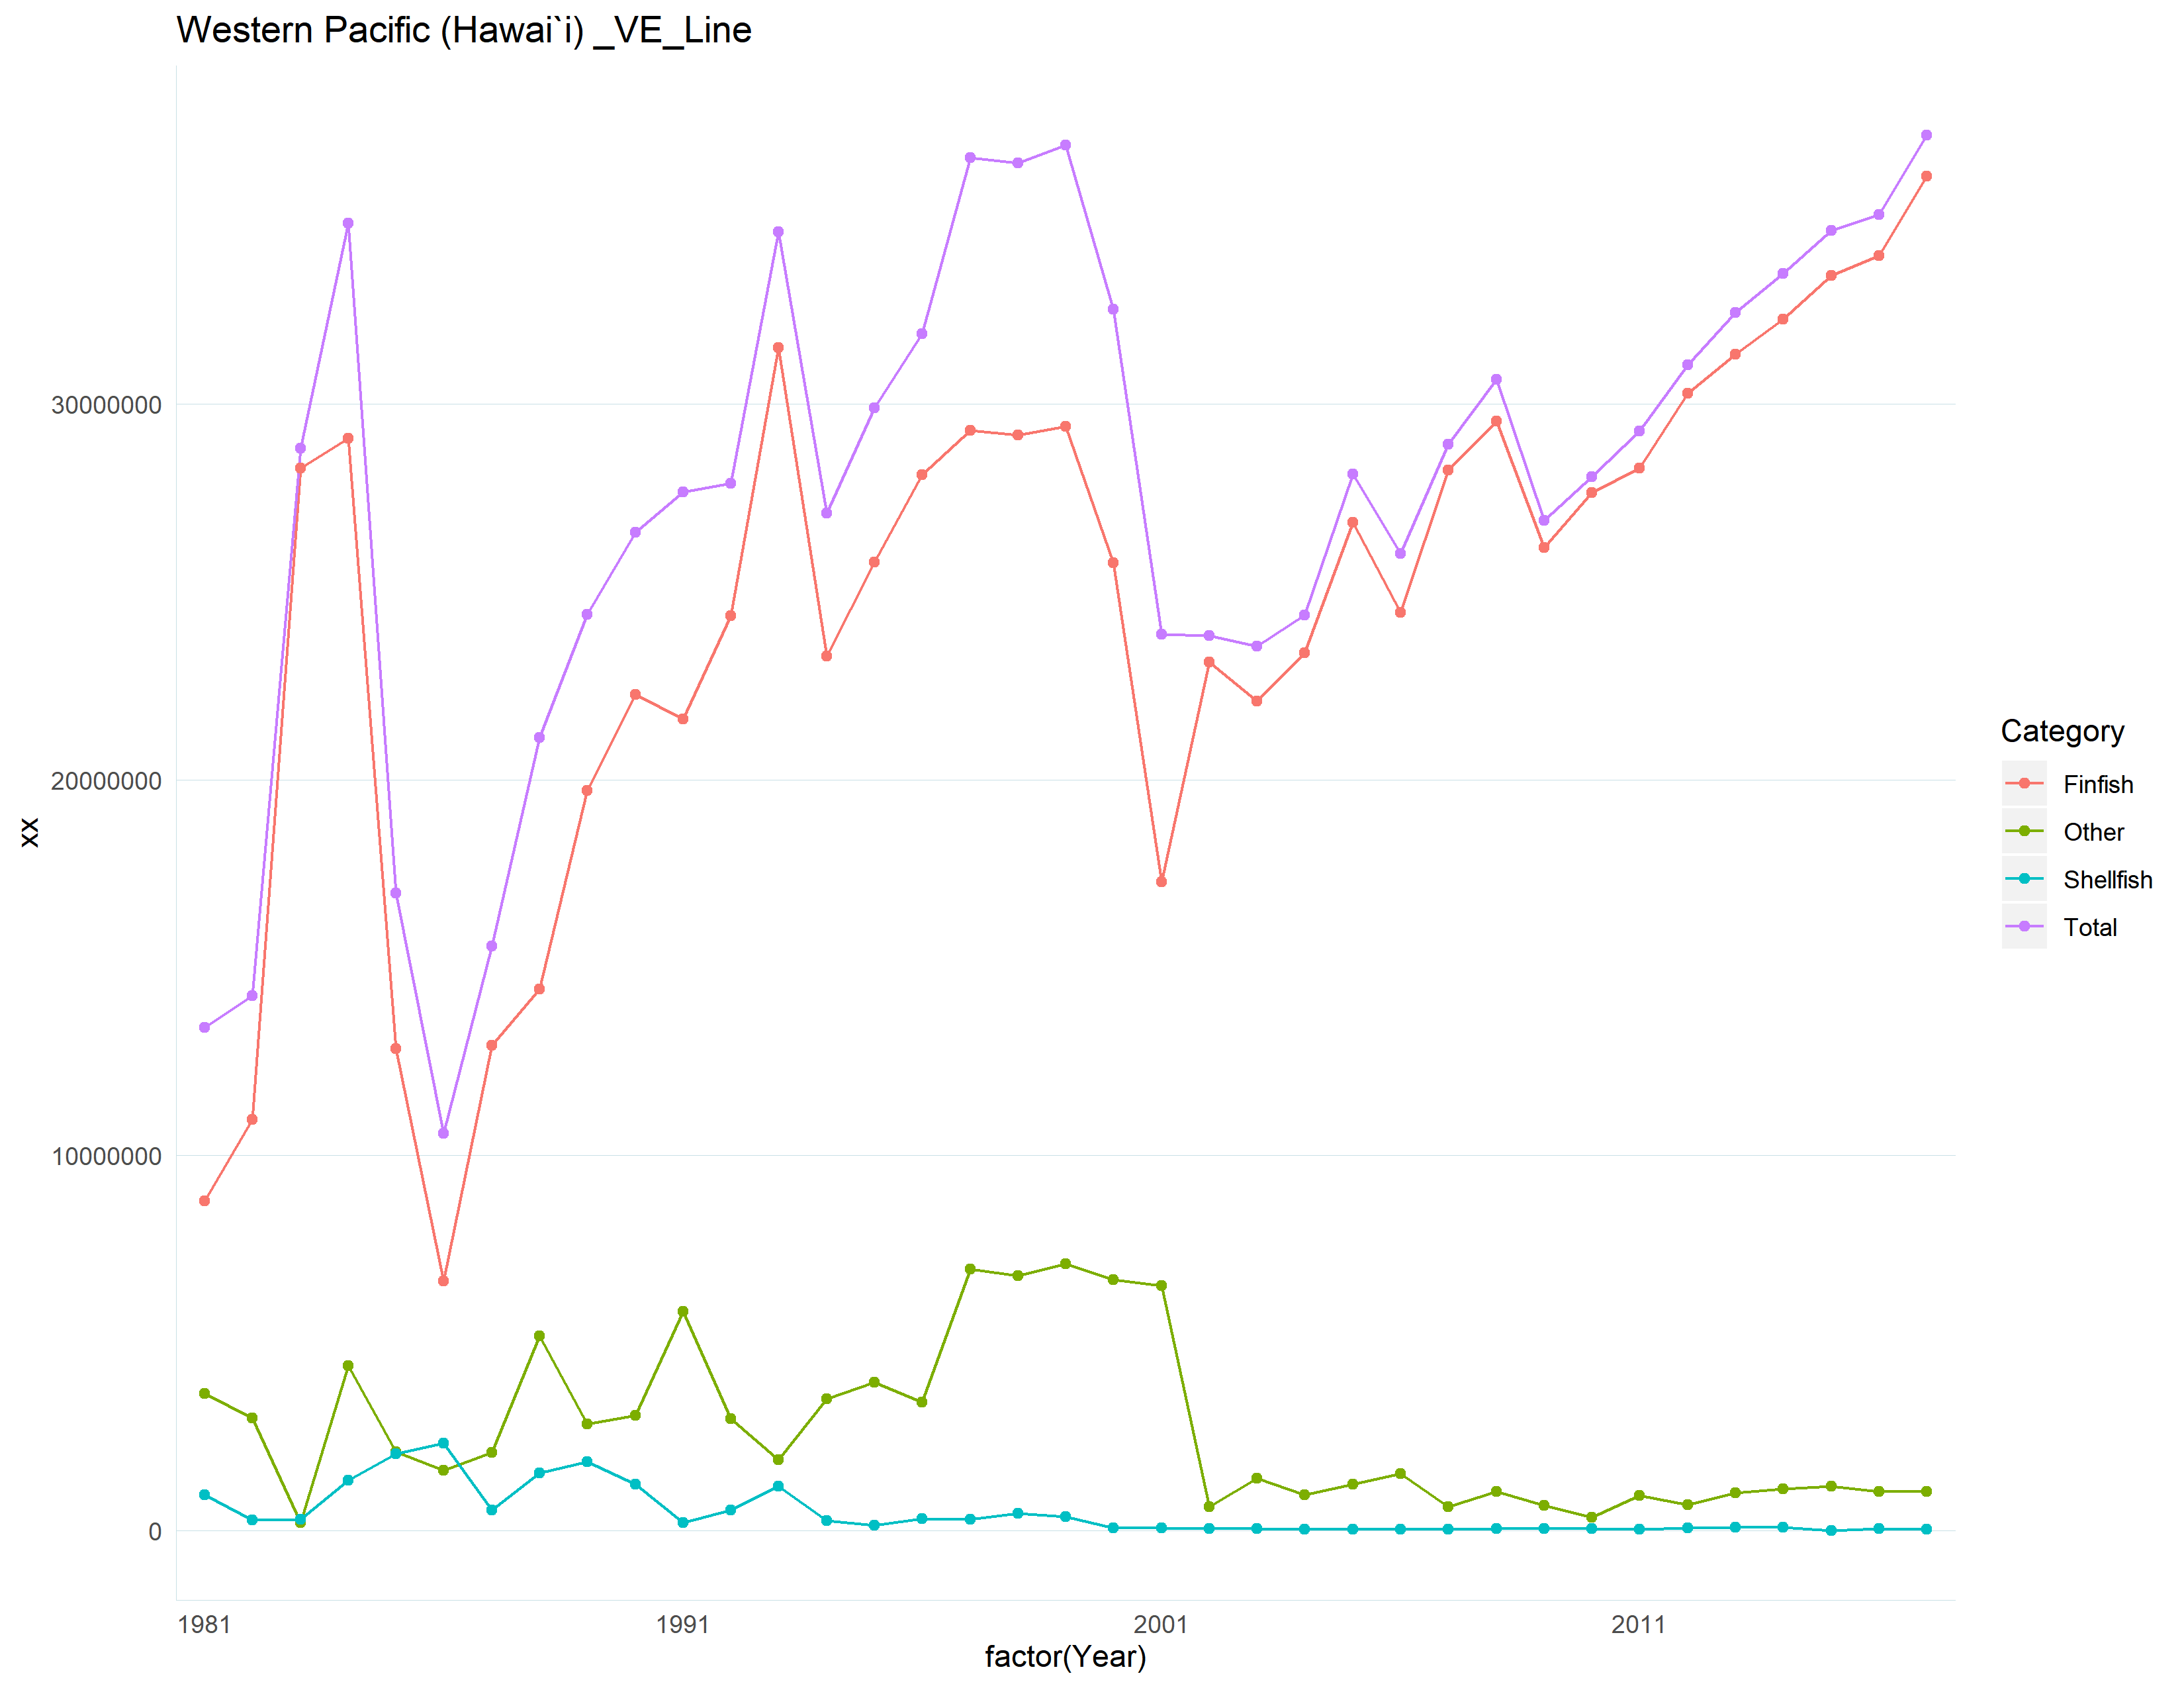 Western Pacific (Hawai`i) _VE_Line
30000000
20000000
10000000
0
xx
1981 1991 2001 2011
factor(Year)
Category
Finfish
Other
Shellfish
Total